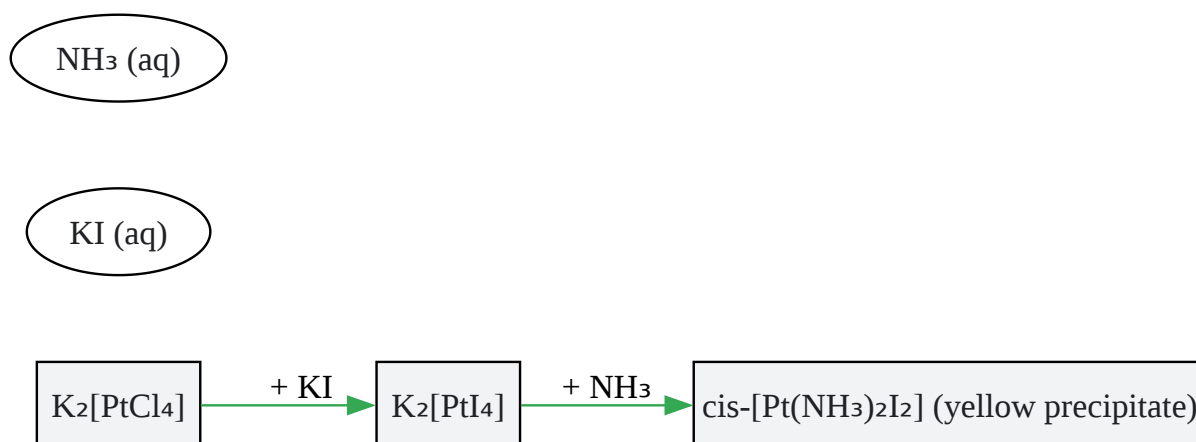 NH₃ (aq)
KI (aq)
+ KI
+ NH₃
K₂[PtCl₄]
K₂[PtI₄]
cis-[Pt(NH₃)₂I₂] (yellow precipitate)